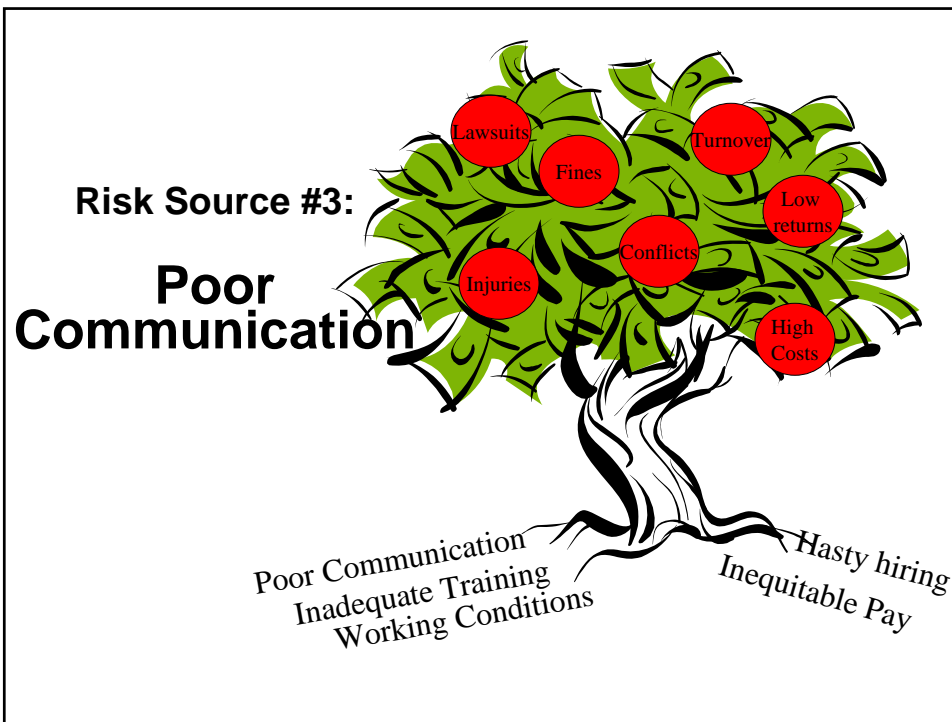 Risk Source #3:
Poor
Communication
Lawsuits
Fines
Turnover
Low
returns
Conflicts
Injuries
High
Costs
Poor Communication
Inadequate Training
Working Conditions
Hasty hiring
Inequitable Pay